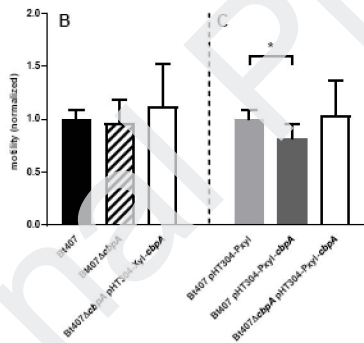 B
C
2.0
1.5
1.0
0.5
0.0
motility (normalized)
*
Bt407
Bt407ΔcbpA
Bt407ΔcbpA pHT304-Xyl-cbpA
Bt407 pHT304-Pxyl
Bt407 pHT304-Pxyl-cbpA
Bt407ΔcbpA pHT304-Pxyl-cbpA